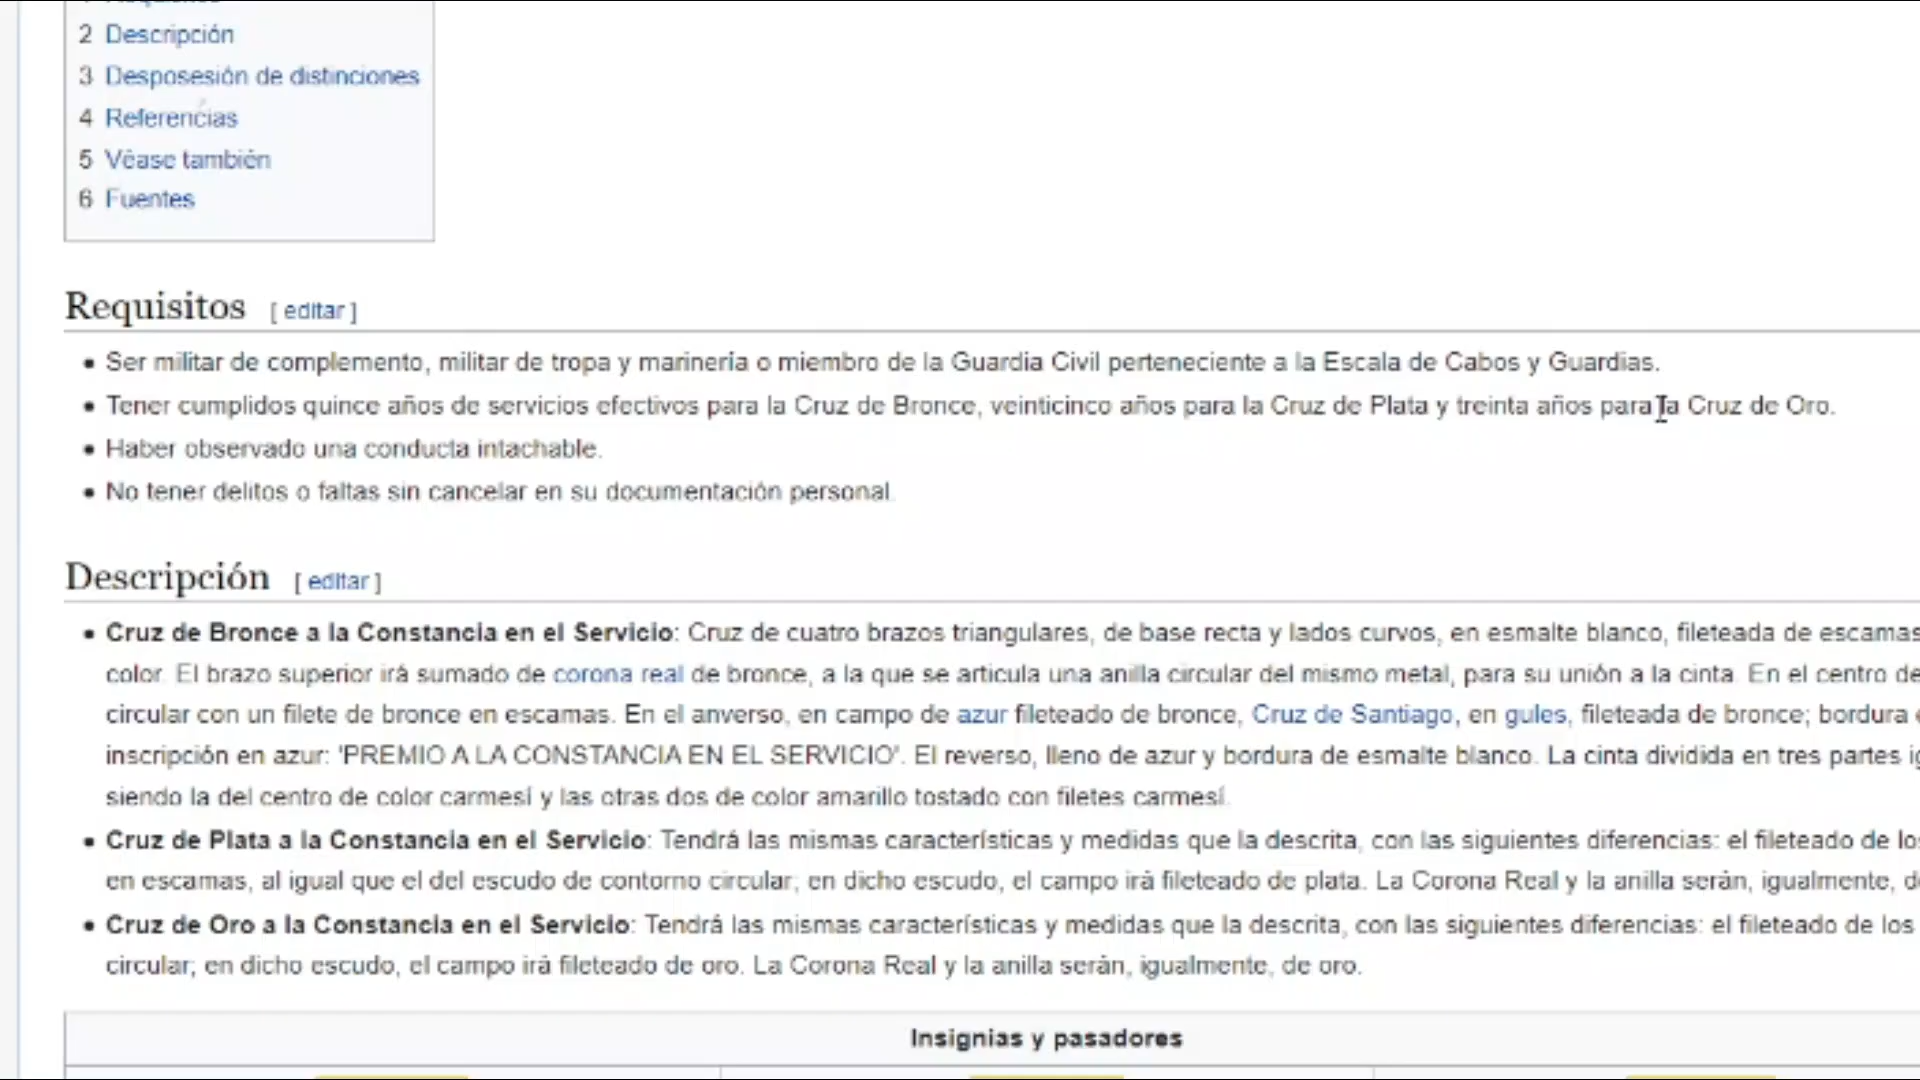 2 Descripción
3 Desposesión de distinciones
4 Referencias
5 Véase también
6 Fuentes
Requisitos [ editar ]
• Ser militar de complemento, militar de tropa y marinería o miembro de la Guardia Civil perteneciente a la Escala de Cabos y Guardias.
• Tener cumplidos quince años de servicios efectivos para la Cruz de Bronce, veinticinco años para la Cruz de Plata y treinta años para la Cruz de Oro.
• Haber observado una conducta intachable.
• No tener delitos o faltas sin cancelar en su documentación personal.
Descripción [ editar ]
• Cruz de Bronce a la Constancia en el Servicio: Cruz de cuatro brazos triangulares, de base recta y lados curvos, en esmalte blanco, fileteada de escamas
color. El brazo superior irá sumado de corona real de bronce, a la que se articula una anilla circular del mismo metal, para su unión a la cinta. En el centro de
circular con un filete de bronce en escamas. En el anverso, en campo de azur fileteado de bronce, Cruz de Santiago, en gules, fileteada de bronce; bordura
inscripción en azur: 'PREMIO A LA CONSTANCIA EN EL SERVICIO'. El reverso, lleno de azur y bordura de esmalte blanco. La cinta dividida en tres partes
siendo la del centro de color carmesí y las otras dos de color amarillo tostado con filetes carmesí.
• Cruz de Plata a la Constancia en el Servicio: Tendrá las mismas características y medidas que la descrita, con las siguientes diferencias: el fileteado de
en escamas, al igual que el del escudo de contorno circular; en dicho escudo, el campo irá fileteado de plata. La Corona Real y la anilla serán, igualmente,
• Cruz de Oro a la Constancia en el Servicio: Tendrá las mismas características y medidas que la descrita, con las siguientes diferencias: el fileteado de los
circular; en dicho escudo, el campo irá fileteado de oro. La Corona Real y la anilla serán, igualmente, de oro.
Insignias y pasadores